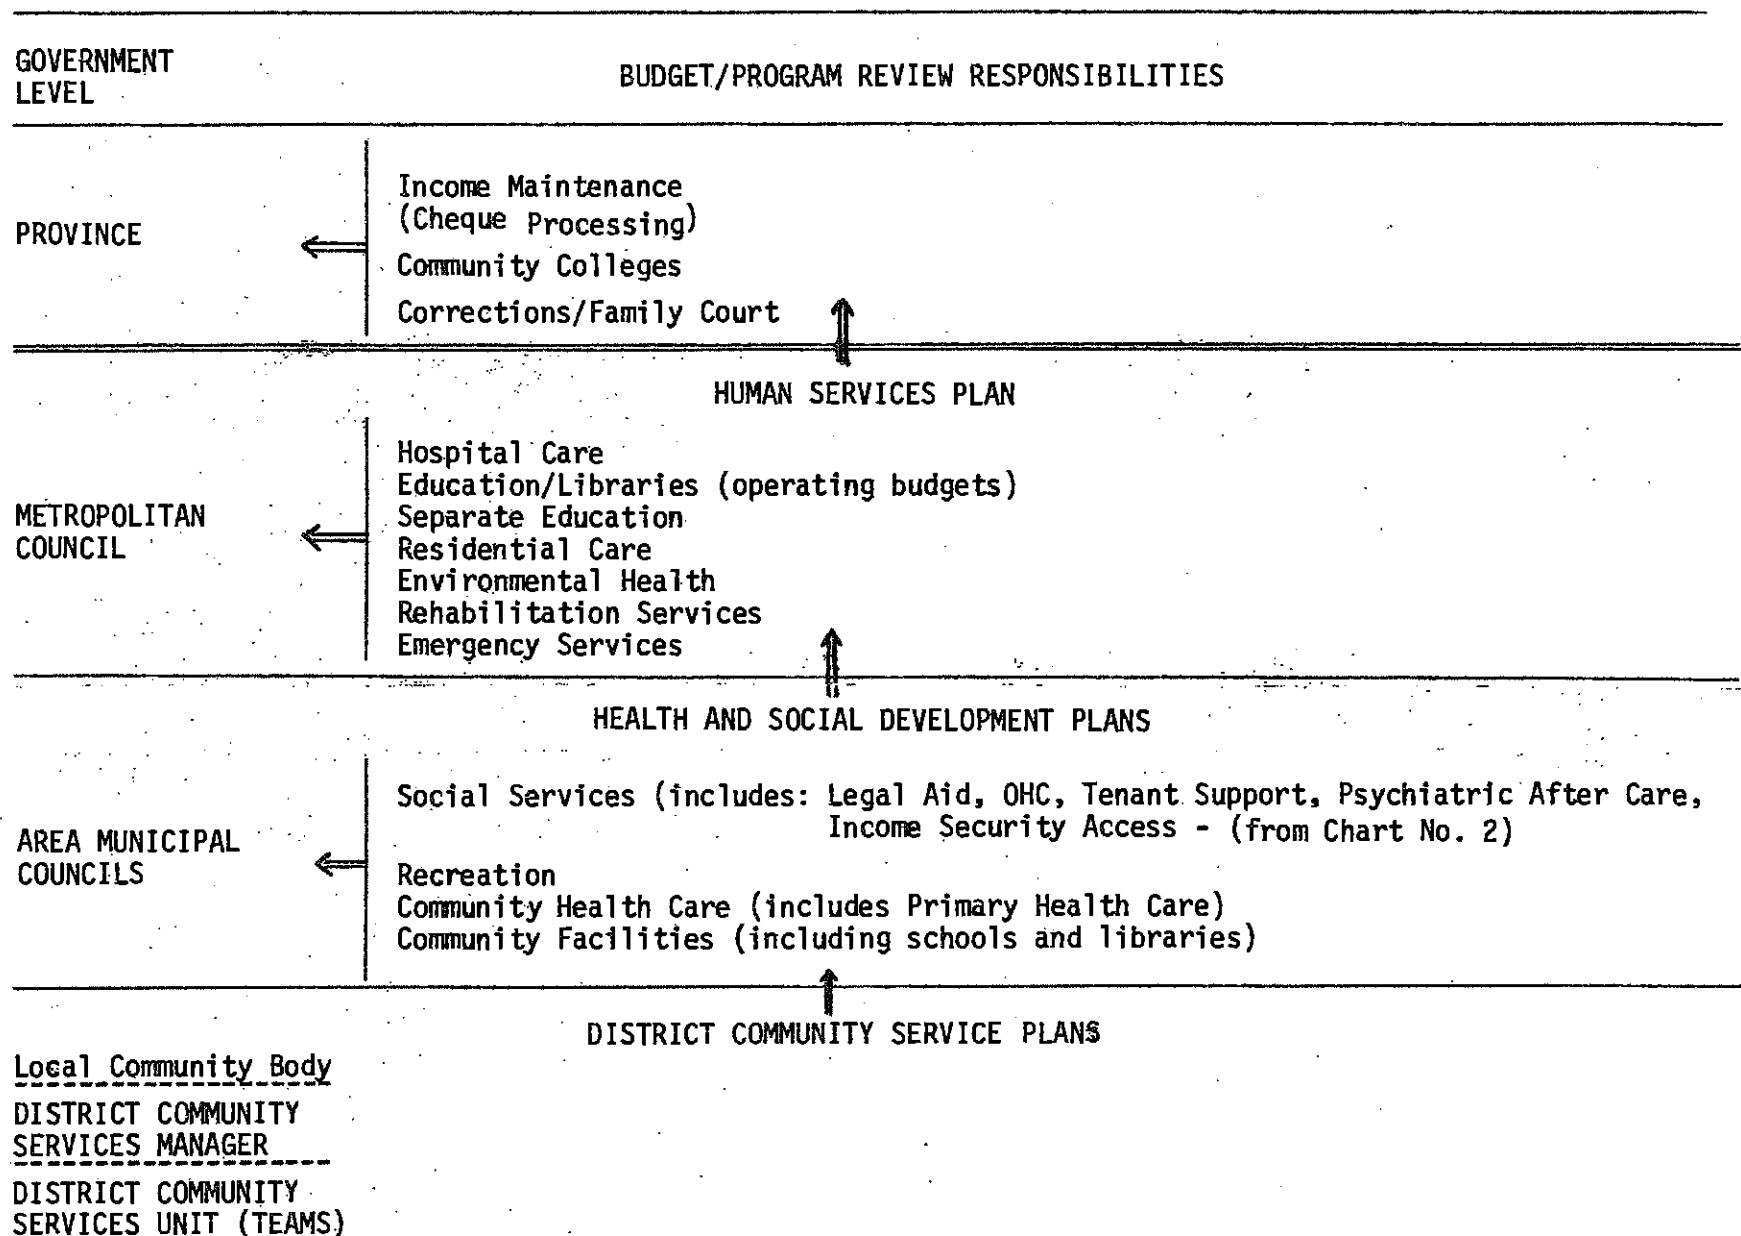 GOVERNMENT
LEVEL
BUDGET/PROGRAM REVIEW RESPONSIBILITIES
PROVINCE
Income Maintenance
(Cheque Processing)
Community Colleges
Corrections/Family Court
HUMAN SERVICES PLAN
METROPOLITAN
COUNCIL
Hospital Care
Education/Libraries (operating budgets)
Separate Education
Residential Care
Environmental Health
Rehabilitation Services
Emergency Services
HEALTH AND SOCIAL DEVELOPMENT PLANS
AREA MUNICIPAL
COUNCILS
Social Services (includes: Legal Aid, OHC, Tenant Support, Psychiatric After Care,
Income Security Access - (from Chart No. 2)
Recreation
Community Health Care (includes Primary Health Care)
Community Facilities (including schools and libraries)
DISTRICT COMMUNITY SERVICE PLANS
Local Community Body
DISTRICT COMMUNITY
SERVICES MANAGER
DISTRICT COMMUNITY
SERVICES UNIT (TEAMS)